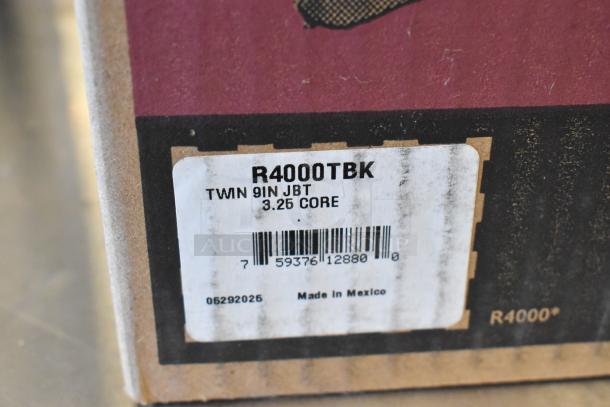 R4000TBK
TWIN 9IN JBT
3.25 CORE
7 59376 12880 0
05292025 Made in Mexico
R4000*